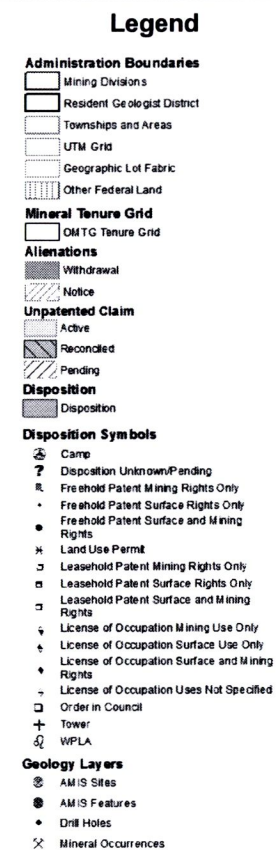 Legend
Administration Boundaries
Mining Divisions
Resident Geologist District
Townships and Areas
UTM Grid
Geographic Lot Fabric
Other Federal Land
Mineral Tenure Grid
OMTG Tenure Grid
Alienations
Withdrawal
Notice
Unpatented Claim
Active
Reconciled
Pending
Disposition
Disposition
Disposition Symbols
Camp
? Disposition Unknown/Pending
Freehold Patent Mining Rights Only
Freehold Patent Surface Rights Only
Freehold Patent Surface and Mining
Rights
Land Use Permit
Leasehold Patent Mining Rights Only
Leasehold Patent Surface Rights Only
Leasehold Patent Surface and Mining
Rights
License of Occupation Mining Use Only
License of Occupation Surface Use Only
License of Occupation Surface and Mining
Rights
License of Occupation Uses Not Specified
Order in Council
Tower
WPLA
Geology Layers
AMIS Sites
AMIS Features
Drill Holes
Mineral Occurrences